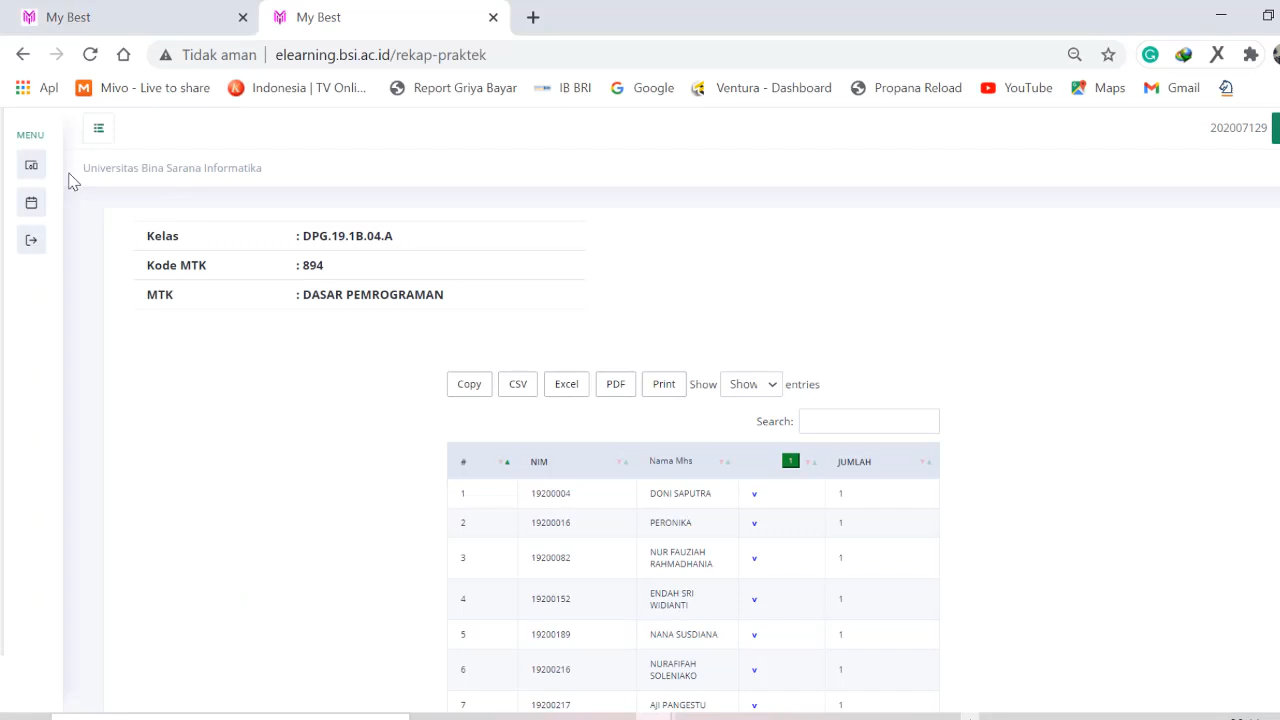 My Best
My Best
Tidak aman elearning.bsi.ac.id/rekap-praktek
Apl Mivo - Live to share Indonesia | TV Onli... Report Griya Bayar IB BRI Google Ventura - Dashboard Propana Reload YouTube Maps Gmail
MENU
202007129
Universitas Bina Sarana Informatika
Kelas : DPG.19.1B.04.A
Kode MTK : 894
MTK : DASAR PEMROGRAMAN
Copy CSV Excel PDF Print Show Show entries
Search:
# NIM Nama Mhs 1 JUMLAH
1 19200004 DONI SAPUTRA v 1
2 19200016 PERONIKA v 1
3 19200082 NUR FAUZIAH RAHMADHANIA v 1
4 19200152 ENDAH SRI WIDIANTI v 1
5 19200189 NANA SUSDIANA v 1
6 19200216 NURAFIFAH SOLENIAKO v 1
7 19200217 AJI PANGESTU v 1